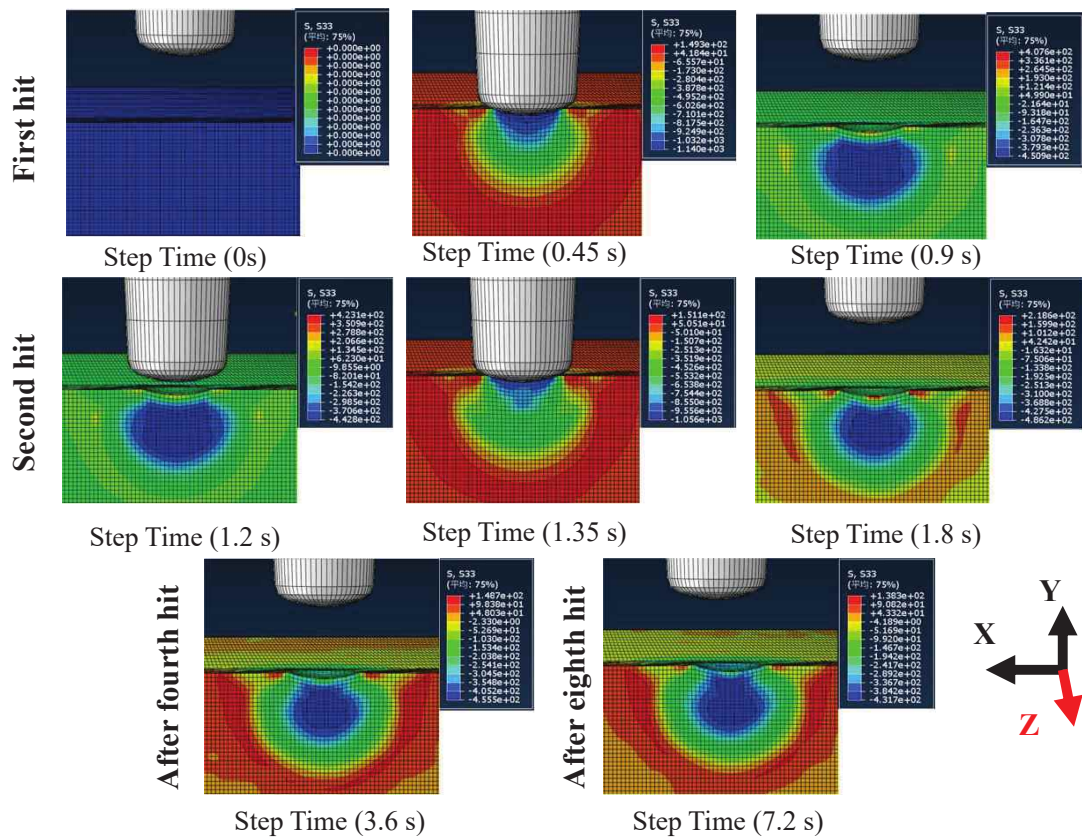 First hit
S, S33
(平均: 75%)
+0.000e+00
+0.000e+00
+0.000e+00
+0.000e+00
+0.000e+00
+0.000e+00
+0.000e+00
+0.000e+00
+0.000e+00
+0.000e+00
+0.000e+00
+0.000e+00
+0.000e+00
Step Time (0s)
S, S33
(平均: 75%)
+1.493e+02
+4.184e+01
-6.557e+01
-1.730e+02
-2.804e+02
-3.878e+02
-4.952e+02
-6.026e+02
-7.101e+02
-8.175e+02
-9.249e+02
-1.032e+03
-1.140e+03
Step Time (0.45 s)
S, S33
(平均: 75%)
+4.076e+02
+3.361e+02
+2.645e+02
+1.930e+02
+1.214e+02
+4.990e+01
-2.164e+01
-9.318e+01
-1.647e+02
-2.363e+02
-3.078e+02
-3.793e+02
-4.509e+02
Step Time (0.9 s)
Second hit
S, S33
(平均: 75%)
+4.231e+02
+3.509e+02
+2.788e+02
+2.066e+02
+1.345e+02
+6.230e+01
-9.855e+00
-8.201e+01
-1.542e+02
-2.263e+02
-2.985e+02
-3.706e+02
-4.428e+02
Step Time (1.2 s)
S, S33
(平均: 75%)
+1.511e+02
+5.051e+01
-5.010e+01
-1.507e+02
-2.513e+02
-3.519e+02
-4.526e+02
-5.532e+02
-6.538e+02
-7.544e+02
-8.550e+02
-9.556e+02
-1.056e+03
Step Time (1.35 s)
S, S33
(平均: 75%)
+2.186e+02
+1.599e+02
+1.012e+02
+4.242e+01
-1.632e+01
-7.506e+01
-1.338e+02
-1.925e+02
-2.513e+02
-3.100e+02
-3.688e+02
-4.275e+02
-4.862e+02
Step Time (1.8 s)
After fourth hit
S, S33
(平均: 75%)
+1.487e+02
+9.838e+01
+4.803e+01
-2.330e+00
-5.269e+01
-1.030e+02
-1.534e+02
-2.038e+02
-2.541e+02
-3.045e+02
-3.548e+02
-4.052e+02
-4.555e+02
Step Time (3.6 s)
After eighth hit
S, S33
(平均: 75%)
+1.383e+02
+9.082e+01
+4.332e+01
-4.189e+00
-5.169e+01
-9.920e+01
-1.467e+02
-1.942e+02
-2.417e+02
-2.892e+02
-3.367e+02
-3.842e+02
-4.317e+02
Step Time (7.2 s)
Y
X
Z